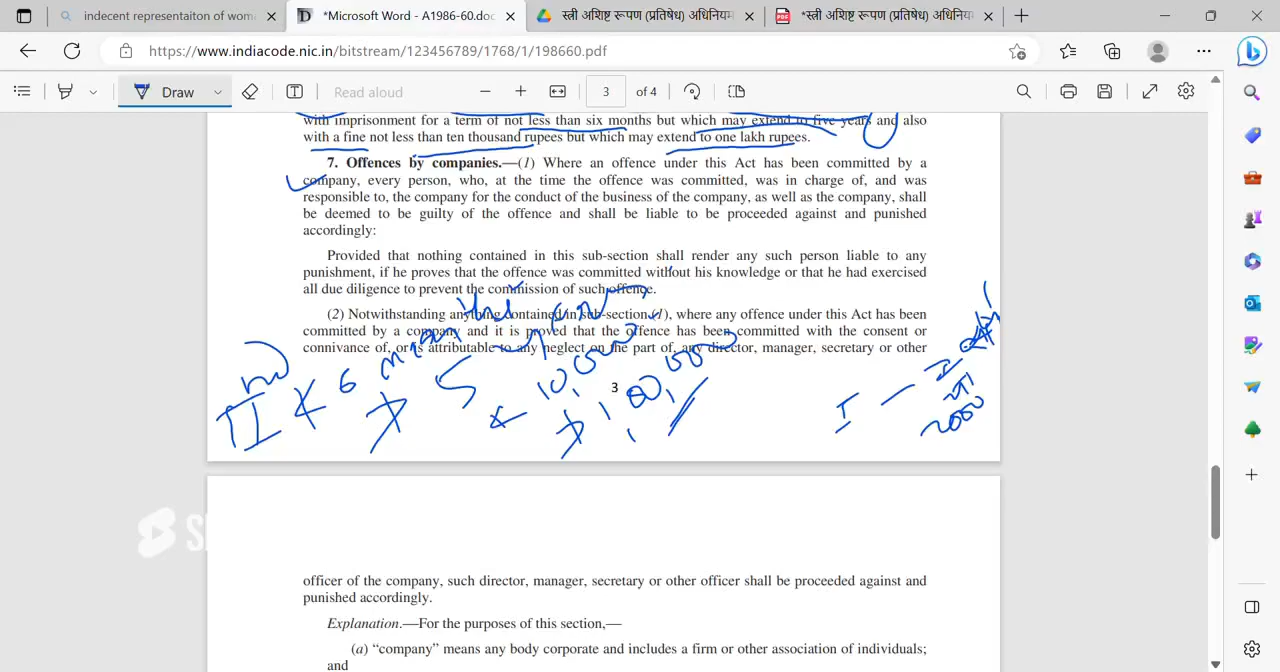 indecent representaiton of wom
*Microsoft Word - A1986-60.doc
स्त्री अशिष्ट रूपण (प्रतिषेध) अधिनियम
*स्त्री अशिष्ट रूपण (प्रतिषेध) अधिनिय
https://www.indiacode.nic.in/bitstream/123456789/1768/1/198660.pdf
Draw
Read aloud
3 of 4
with imprisonment for a term of not less than six months but which may extend to five years and also
with a fine not less than ten thousand rupees but which may extend to one lakh rupees.
7. Offences by companies.—(1) Where an offence under this Act has been committed by a
company, every person, who, at the time the offence was committed, was in charge of, and was
responsible to, the company for the conduct of the business of the company, as well as the company, shall
be deemed to be guilty of the offence and shall be liable to be proceeded against and punished
accordingly:
Provided that nothing contained in this sub-section shall render any such person liable to any
punishment, if he proves that the offence was committed without his knowledge or that he had exercised
all due diligence to prevent the commission of such offence.
(2) Notwithstanding anything contained in sub-section (1), where any offence under this Act has been
committed by a company and it is proved that the offence has been committed with the consent or
connivance of, or is attributable to any neglect on the part of, any director, manager, secretary or other
IInd 6 months
5 year
10,000
1,00,000
3
I —
2000
officer of the company, such director, manager, secretary or other officer shall be proceeded against and
punished accordingly.
Explanation.—For the purposes of this section,—
(a) “company” means any body corporate and includes a firm or other association of individuals;
and